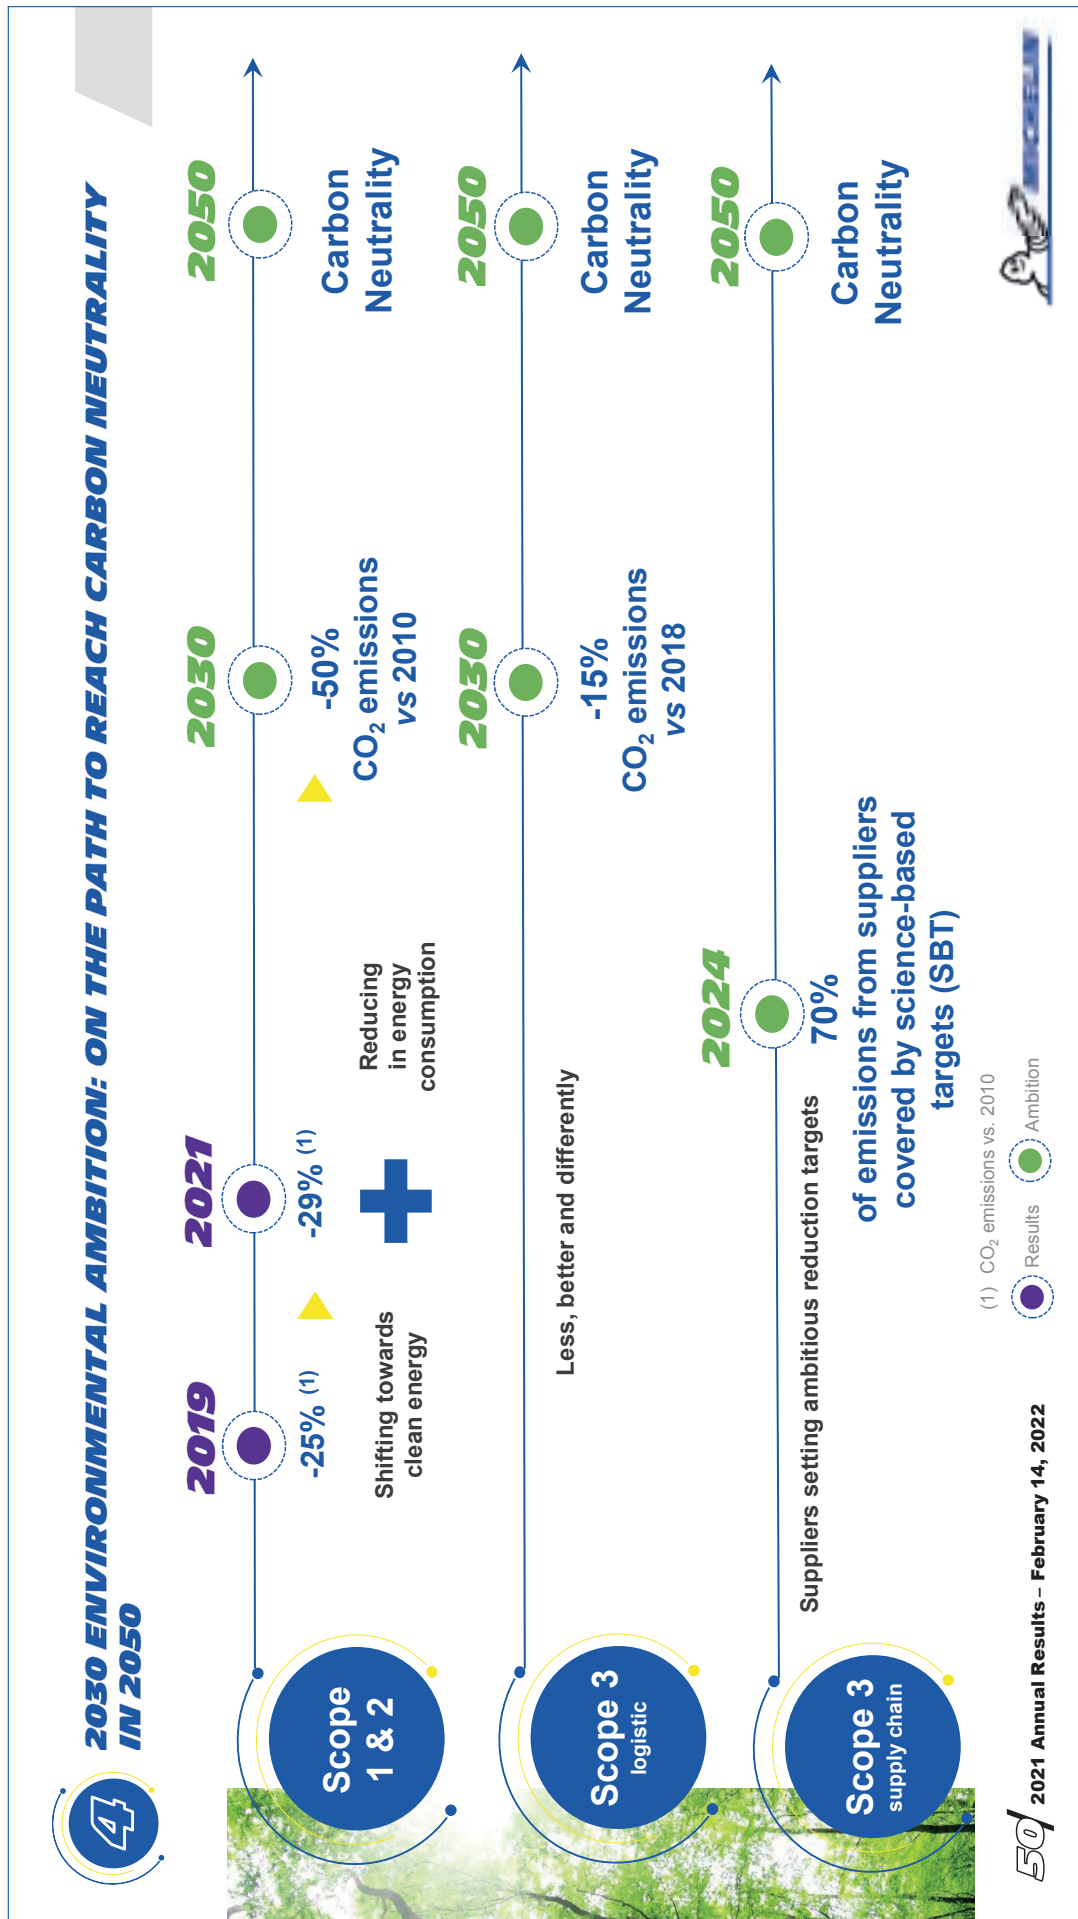 4
2030 ENVIRONMENTAL AMBITION: ON THE PATH TO REACH CARBON NEUTRALITY
IN 2050
Scope
1 & 2
2019
-25% (1)
2021
-29% (1)
Shifting towards
clean energy
Reducing
in energy
consumption
2030
-50%
CO2 emissions
vs 2010
2050
Carbon
Neutrality
Scope 3
logistic
Less, better and differently
2030
-15%
CO2 emissions
vs 2018
2050
Carbon
Neutrality
Scope 3
supply chain
Suppliers setting ambitious reduction targets
2024
70%
of emissions from suppliers
covered by science-based
targets (SBT)
2050
Carbon
Neutrality
(1) CO2 emissions vs. 2010
Results
Ambition
50/ 2021 Annual Results – February 14, 2022
MICHELIN